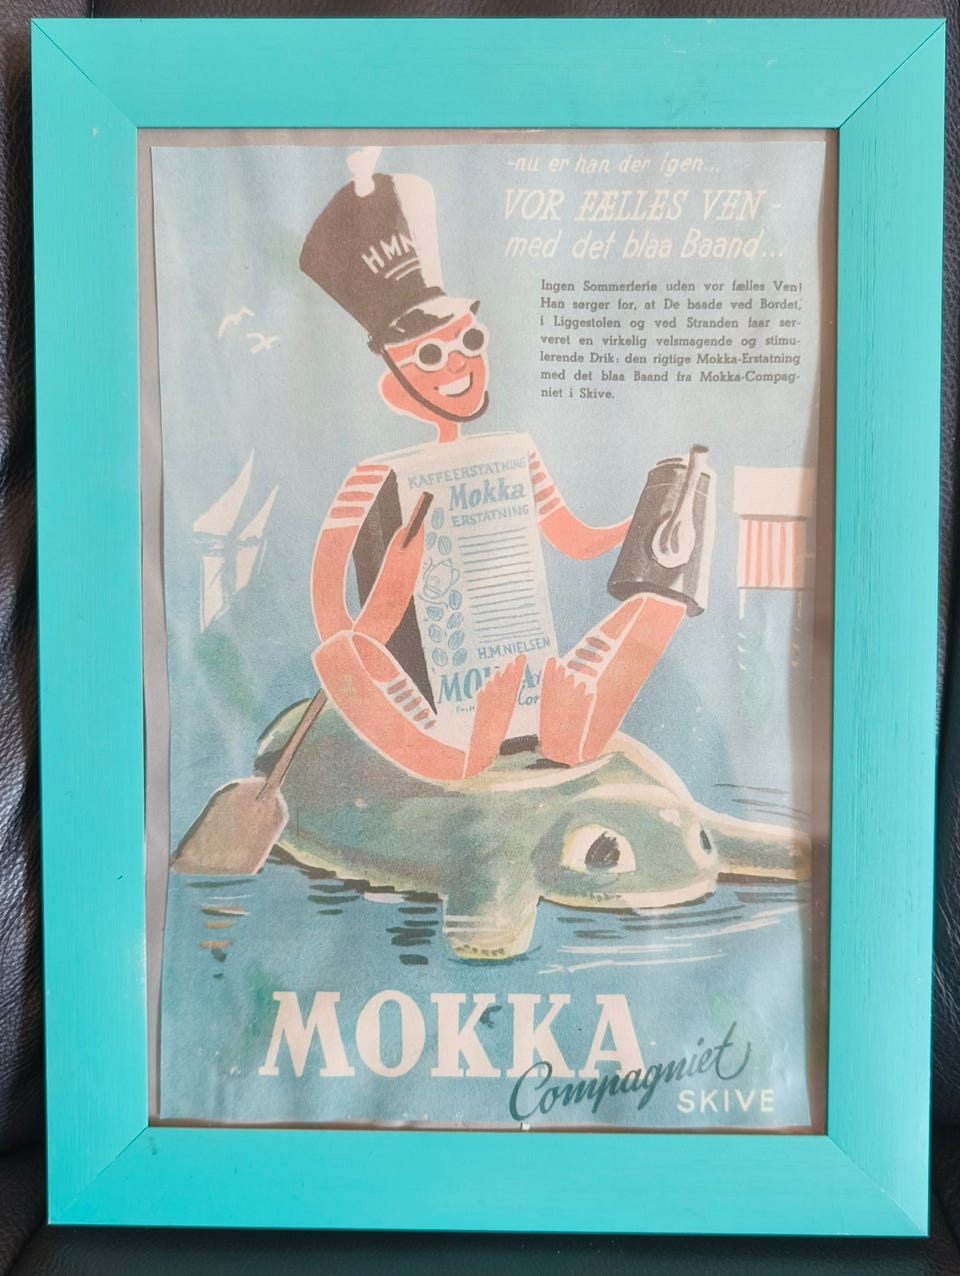 -nu er han der igen...
VOR FÆLLES VEN-
med det blaa Baand...
Ingen Sommerferie uden vor fælles Ven!
Han sørger for, at De baade ved Bordet,
i Liggestolen og ved Stranden faar ser-
veret en virkelig velsmagende og stimu-
lerende Drik: den rigtige Mokka-Erstatning
med det blaa Baand fra Mokka-Compag-
niet i Skive.
HMN
KAFFEERSTATNING
Mokka
ERSTATNING
H.M.NIELSEN
MOKKA
Compagniet
SKIVE